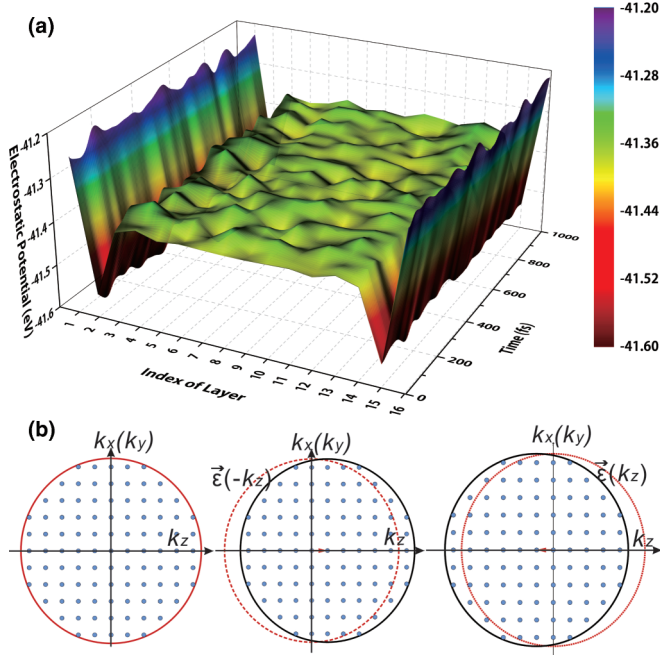 (a)
-41.20
-41.28
-41.36
-41.44
-41.52
-41.60
Electrostatic Potential (eV)
-41.2
-41.3
-41.4
-41.5
-41.6
1 2 3 4 5 6 7 8 9 10 11 12 13 14 15 16
Index of Layer
0 200 400 600 800 1000
Time (fs)
(b)
kx(ky) kx(ky) kx(ky)
ε⃗(-kz) ε⃗(kz)
kz kz kz